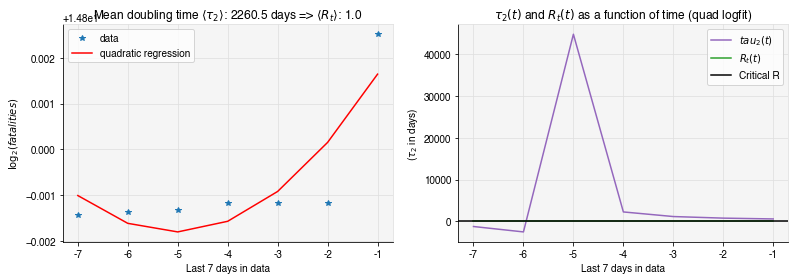 Mean doubling time ⟨τ₂⟩: 2260.5 days => ⟨Rₜ⟩: 1.0
+1.48e1
data
quadratic regression
0.002
0.001
0.000
−0.001
−0.002
log₂(fatalities)
-7 -6 -5 -4 -3 -2 -1
Last 7 days in data
τ₂(t) and Rₜ(t) as a function of time (quad logfit)
tau₂(t)
Rₜ(t)
Critical R
40000
30000
20000
10000
0
(τ₂ in days)
-7 -6 -5 -4 -3 -2 -1
Last 7 days in data